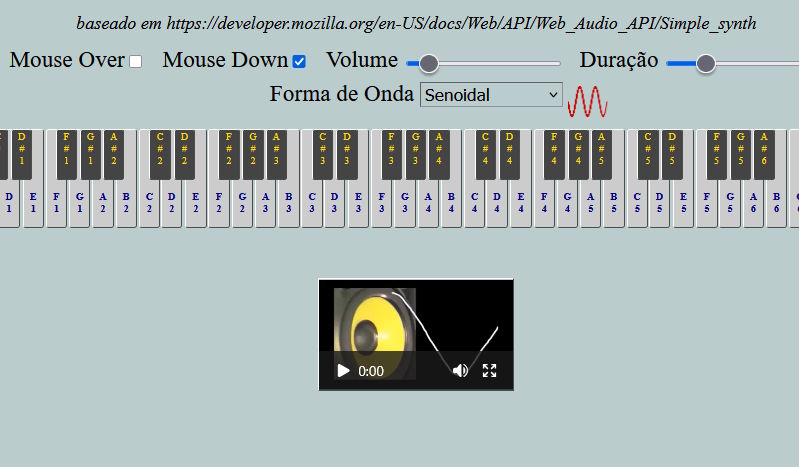 baseado em https://developer.mozilla.org/en-US/docs/Web/API/Web_Audio_API/Simple_synth
Mouse Over Mouse Down Volume Duração
Forma de Onda Senoidal
D#1 F#1 G#1 A#2 C#2 D#2 F#2 G#2 A#3 C#3 D#3 F#3 G#3 A#4 C#4 D#4 F#4 G#4 A#5 C#5 D#5 F#5 G#5 A#6
D1 E1 F1 G1 A2 B2 C2 D2 E2 F2 G2 A3 B3 C3 D3 E3 F3 G3 A4 B4 C4 D4 E4 F4 G4 A5 B5 C5 D5 E5 F5 G5 A6 B6
0:00